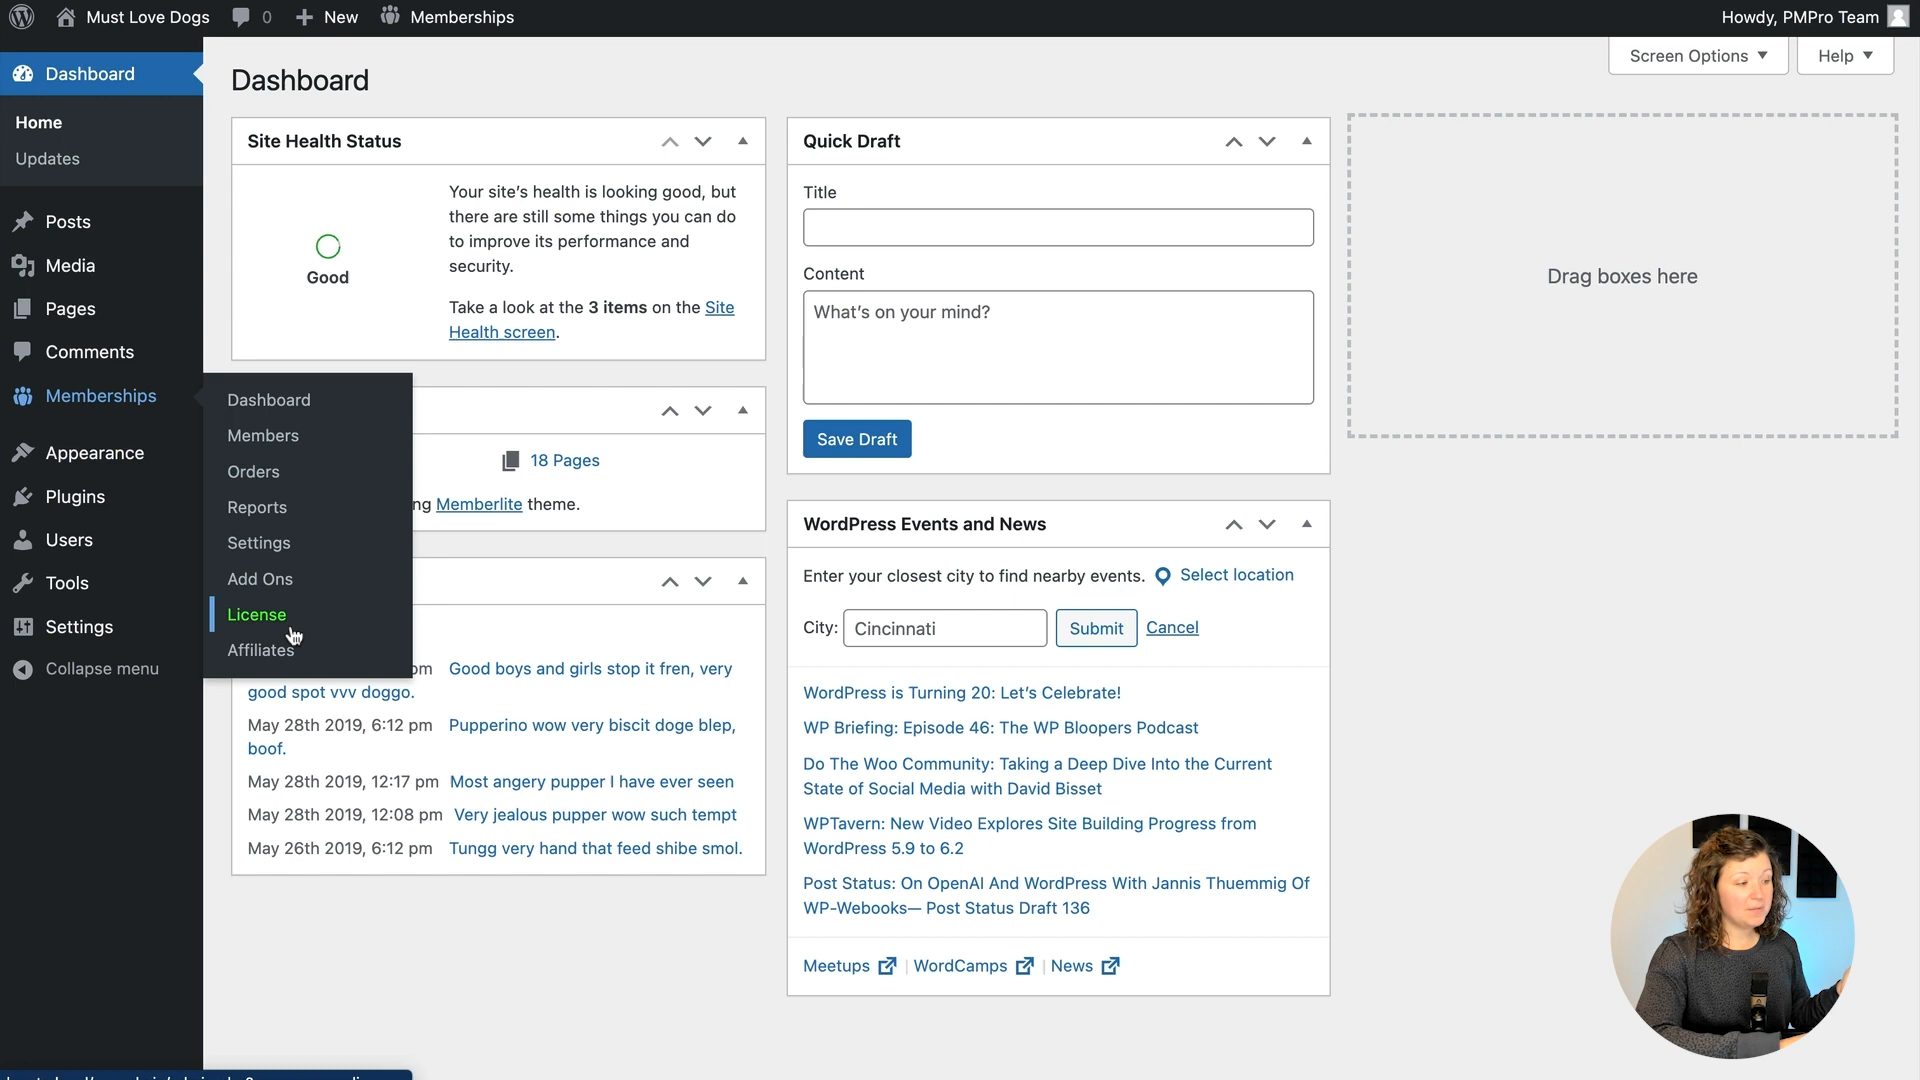 Must Love Dogs
0
New
Memberships
Howdy, PMPro Team
Dashboard
Home
Updates
Posts
Media
Pages
Comments
Memberships
Appearance
Plugins
Users
Tools
Settings
Collapse menu
Dashboard
Members
Orders
Reports
Settings
Add Ons
License
Affiliates
Dashboard
Screen Options
Help
Site Health Status
Good
Your site's health is looking good, but
there are still some things you can do
to improve its performance and
security.
Take a look at the 3 items on the Site
Health screen.
18 Pages
ng Memberlite theme.
pm Good boys and girls stop it fren, very
good spot vvv doggo.
May 28th 2019, 6:12 pm Pupperino wow very biscit doge blep,
boof.
May 28th 2019, 12:17 pm Most angry pupper I have ever seen
May 28th 2019, 12:08 pm Very jealous pupper wow such tempt
May 26th 2019, 6:12 pm Tungg very hand that feed shibe smol.
Quick Draft
Title
Content
What's on your mind?
Save Draft
WordPress Events and News
Enter your closest city to find nearby events. Select location
City: Cincinnati Submit Cancel
WordPress is Turning 20: Let's Celebrate!
WP Briefing: Episode 46: The WP Bloopers Podcast
Do The Woo Community: Taking a Deep Dive Into the Current
State of Social Media with David Bisset
WPTavern: New Video Explores Site Building Progress from
WordPress 5.9 to 6.2
Post Status: On OpenAI And WordPress With Jannis Thuemmig Of
WP-Webooks— Post Status Draft 136
Meetups | WordCamps | News
Drag boxes here